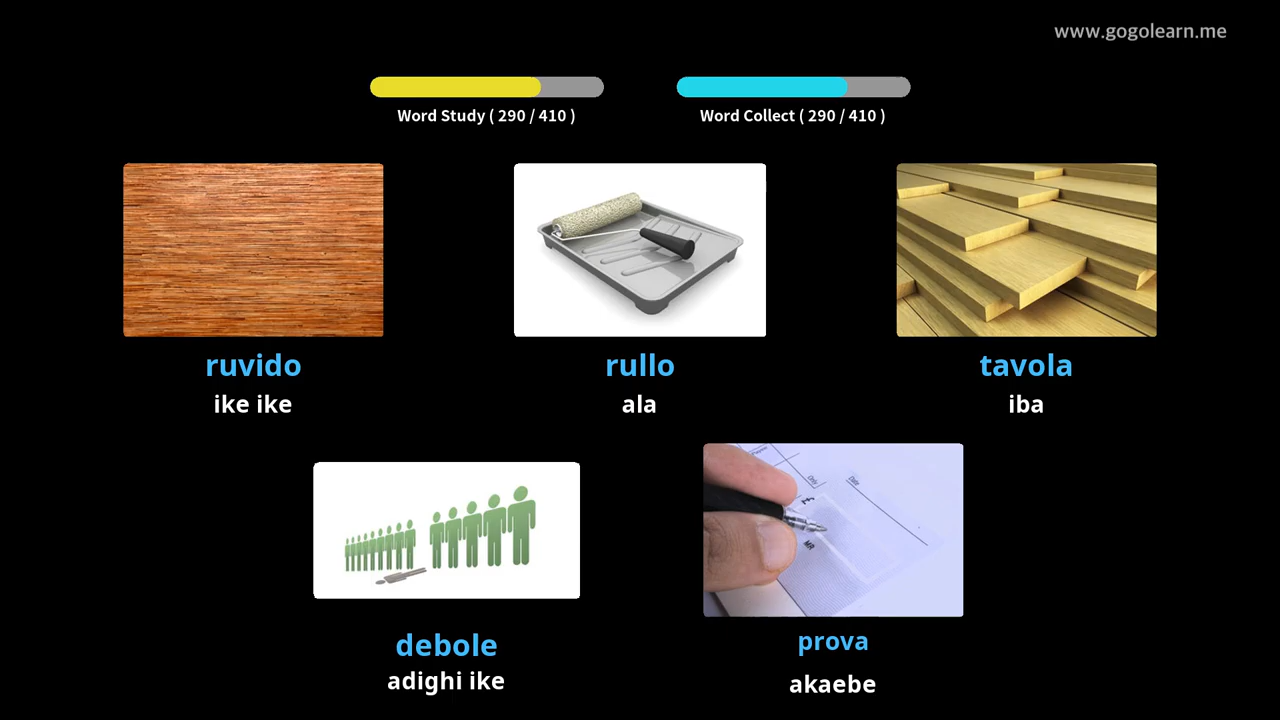 www.gogolearn.me
Word Study ( 290 / 410 )
Word Collect ( 290 / 410 )
ruvido
ike ike
rullo
ala
tavola
iba
debole
adighi ike
prova
akaebe